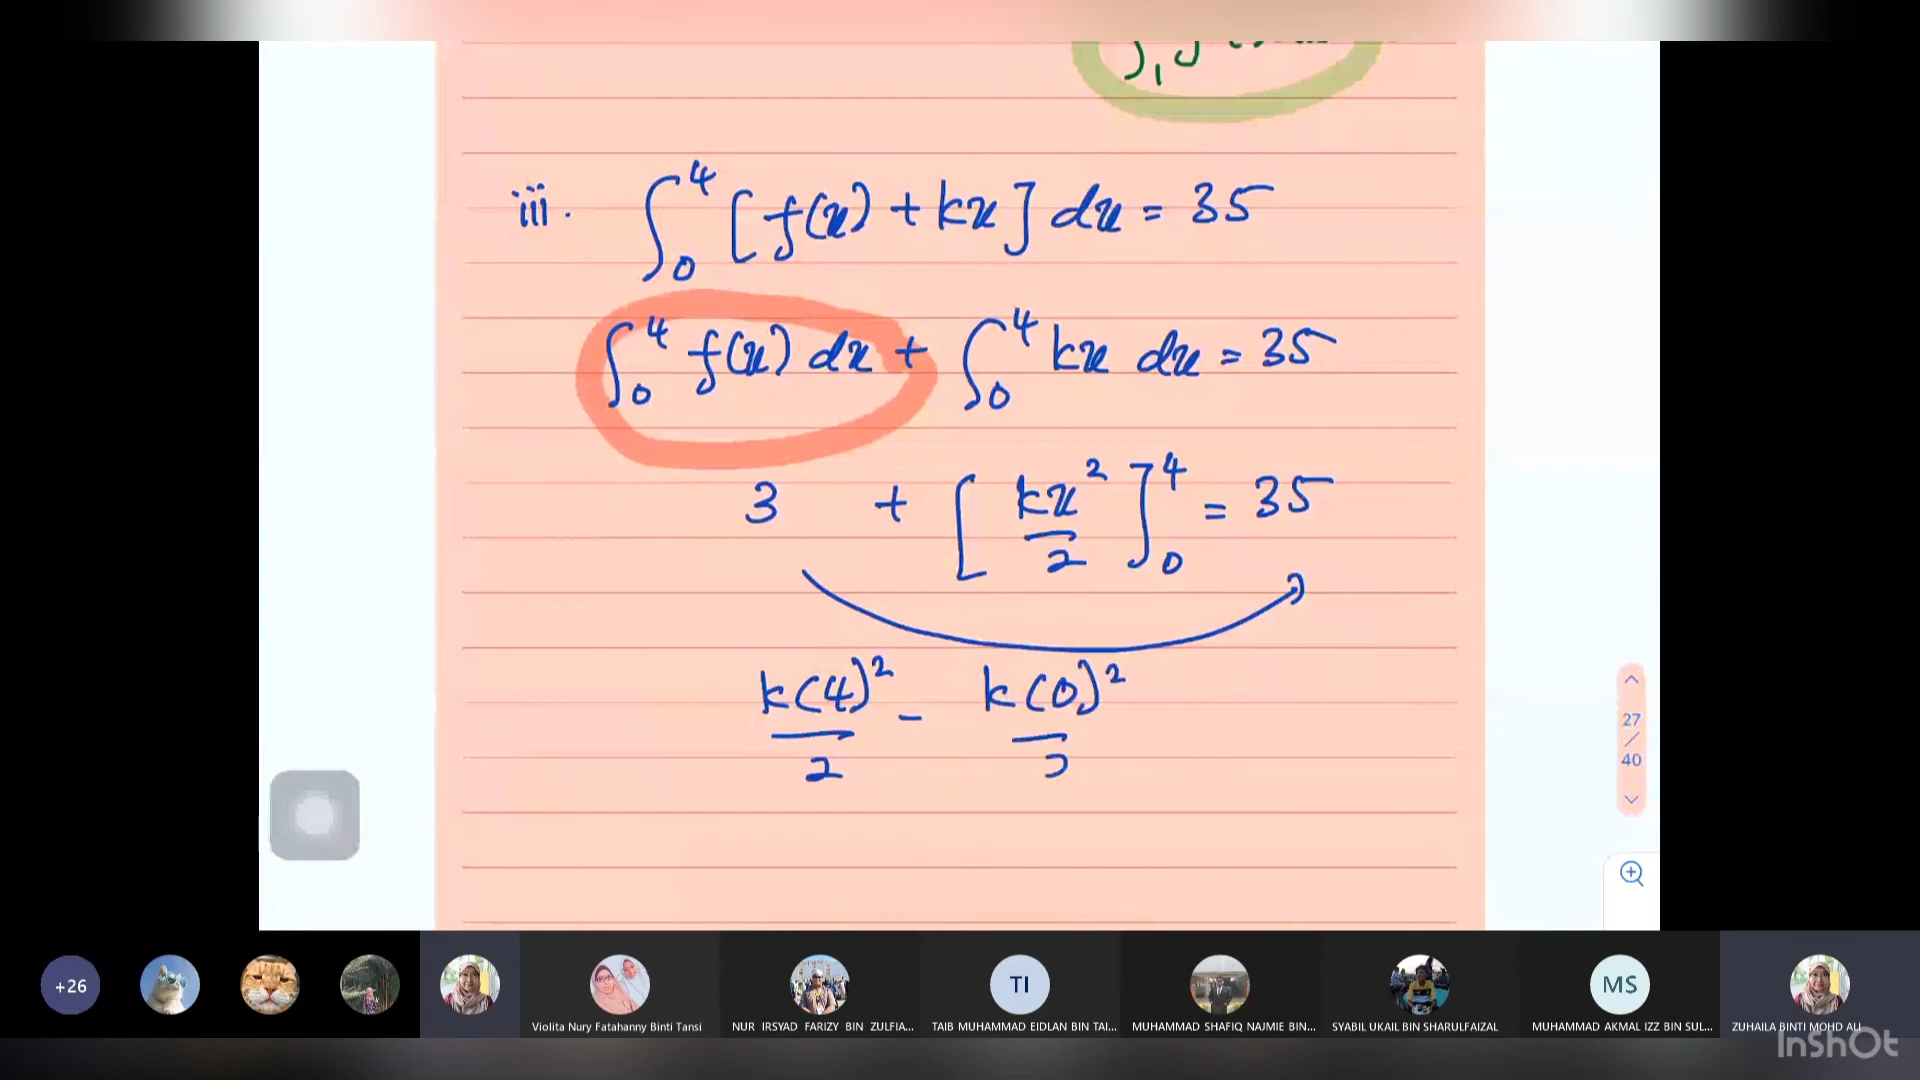 iii. ∫₀⁴ [f(x) + kx] dx = 35
∫₀⁴ f(x) dx + ∫₀⁴ kx dx = 35
3 + [kx²/2]₀⁴ = 35
k(4)²/2 - k(0)²/
27
/
40
+26
Violita Nury Fatahanny Binti Tansi
NUR IRSYAD FARIZY BIN ZULFIA...
TI
TAIB MUHAMMAD EIDLAN BIN TAI...
MUHAMMAD SHAFIQ NAJMIE BIN...
SYABIL UKAIL BIN SHARULFAIZAL
MS
MUHAMMAD AKMAL IZZ BIN SUL...
ZUHAILA BINTI MOHD ALI
InShOt